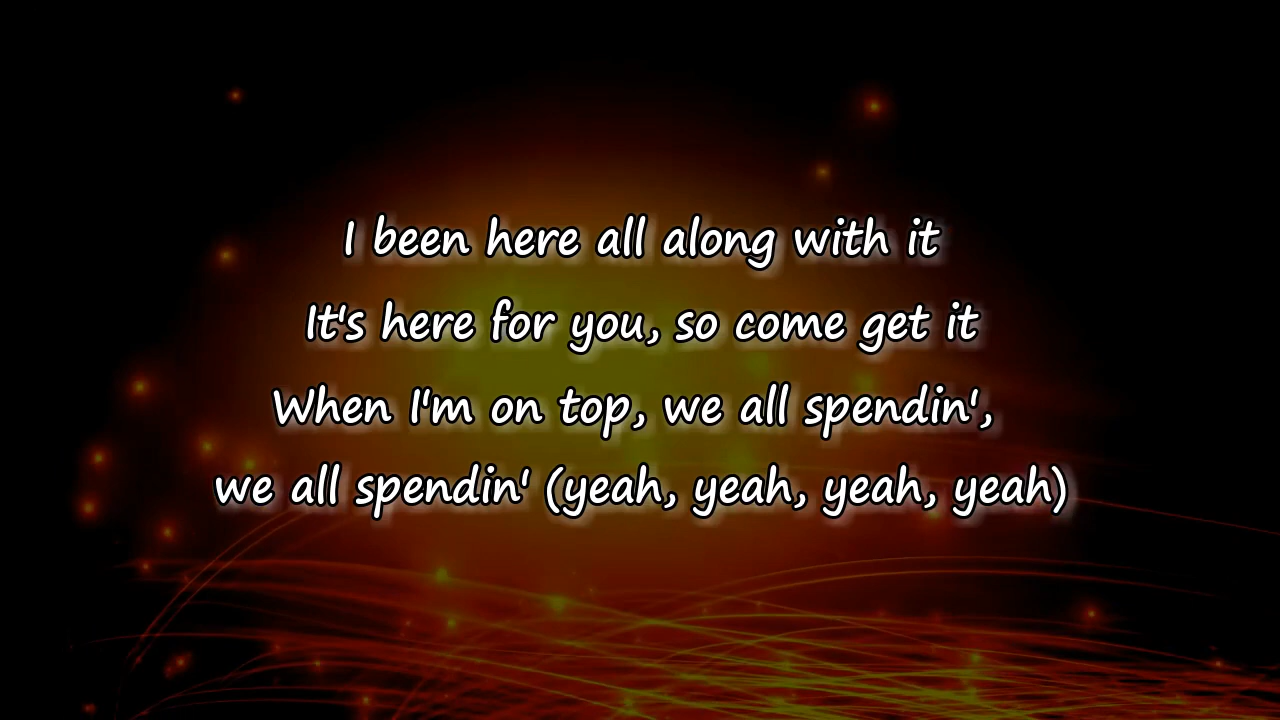 I been here all along with it
It's here for you, so come get it
When I'm on top, we all spendin',
we all spendin' (yeah, yeah, yeah, yeah)